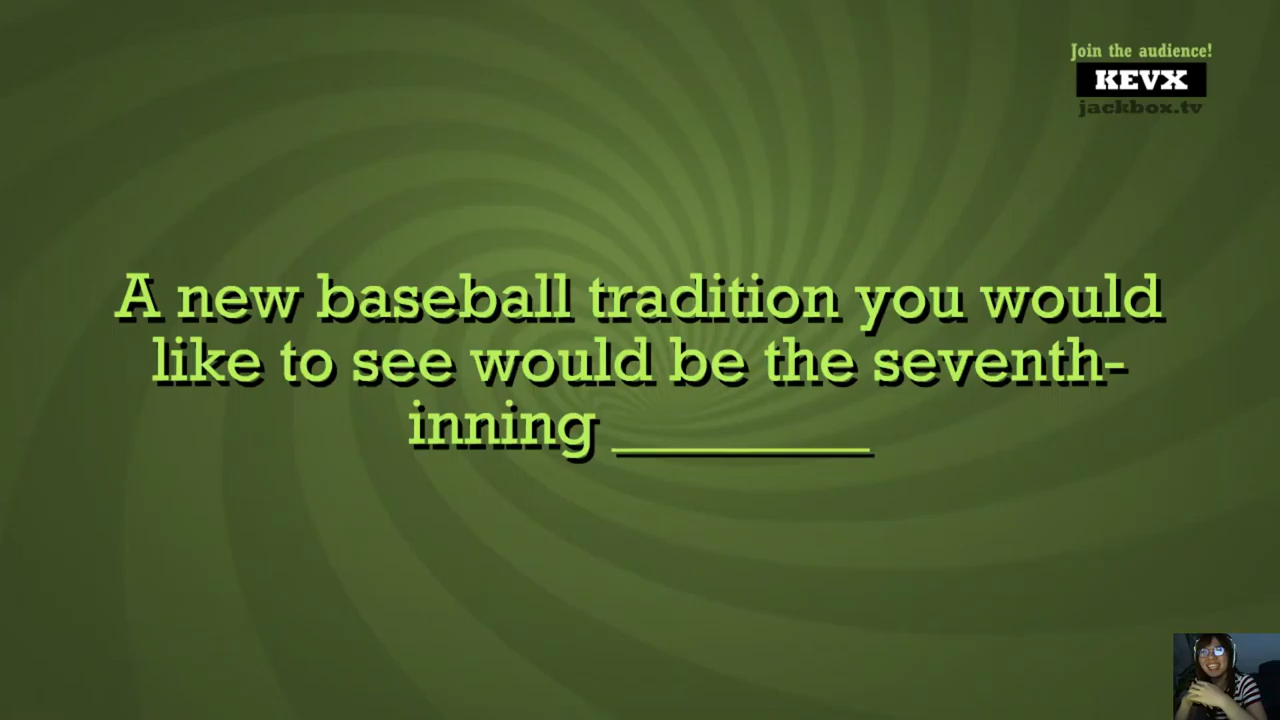 Join the audience!
KEVX
jackbox.tv
A new baseball tradition you would
like to see would be the seventh-
inning __________